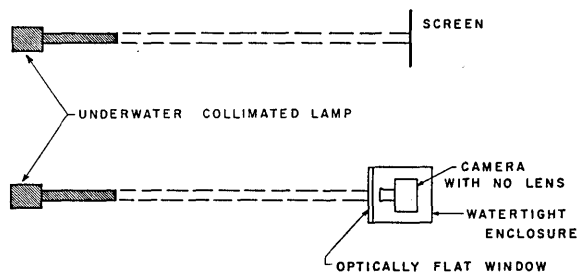 SCREEN
UNDERWATER COLLIMATED LAMP
CAMERA
WITH NO LENS
WATERTIGHT
ENCLOSURE
OPTICALLY FLAT WINDOW